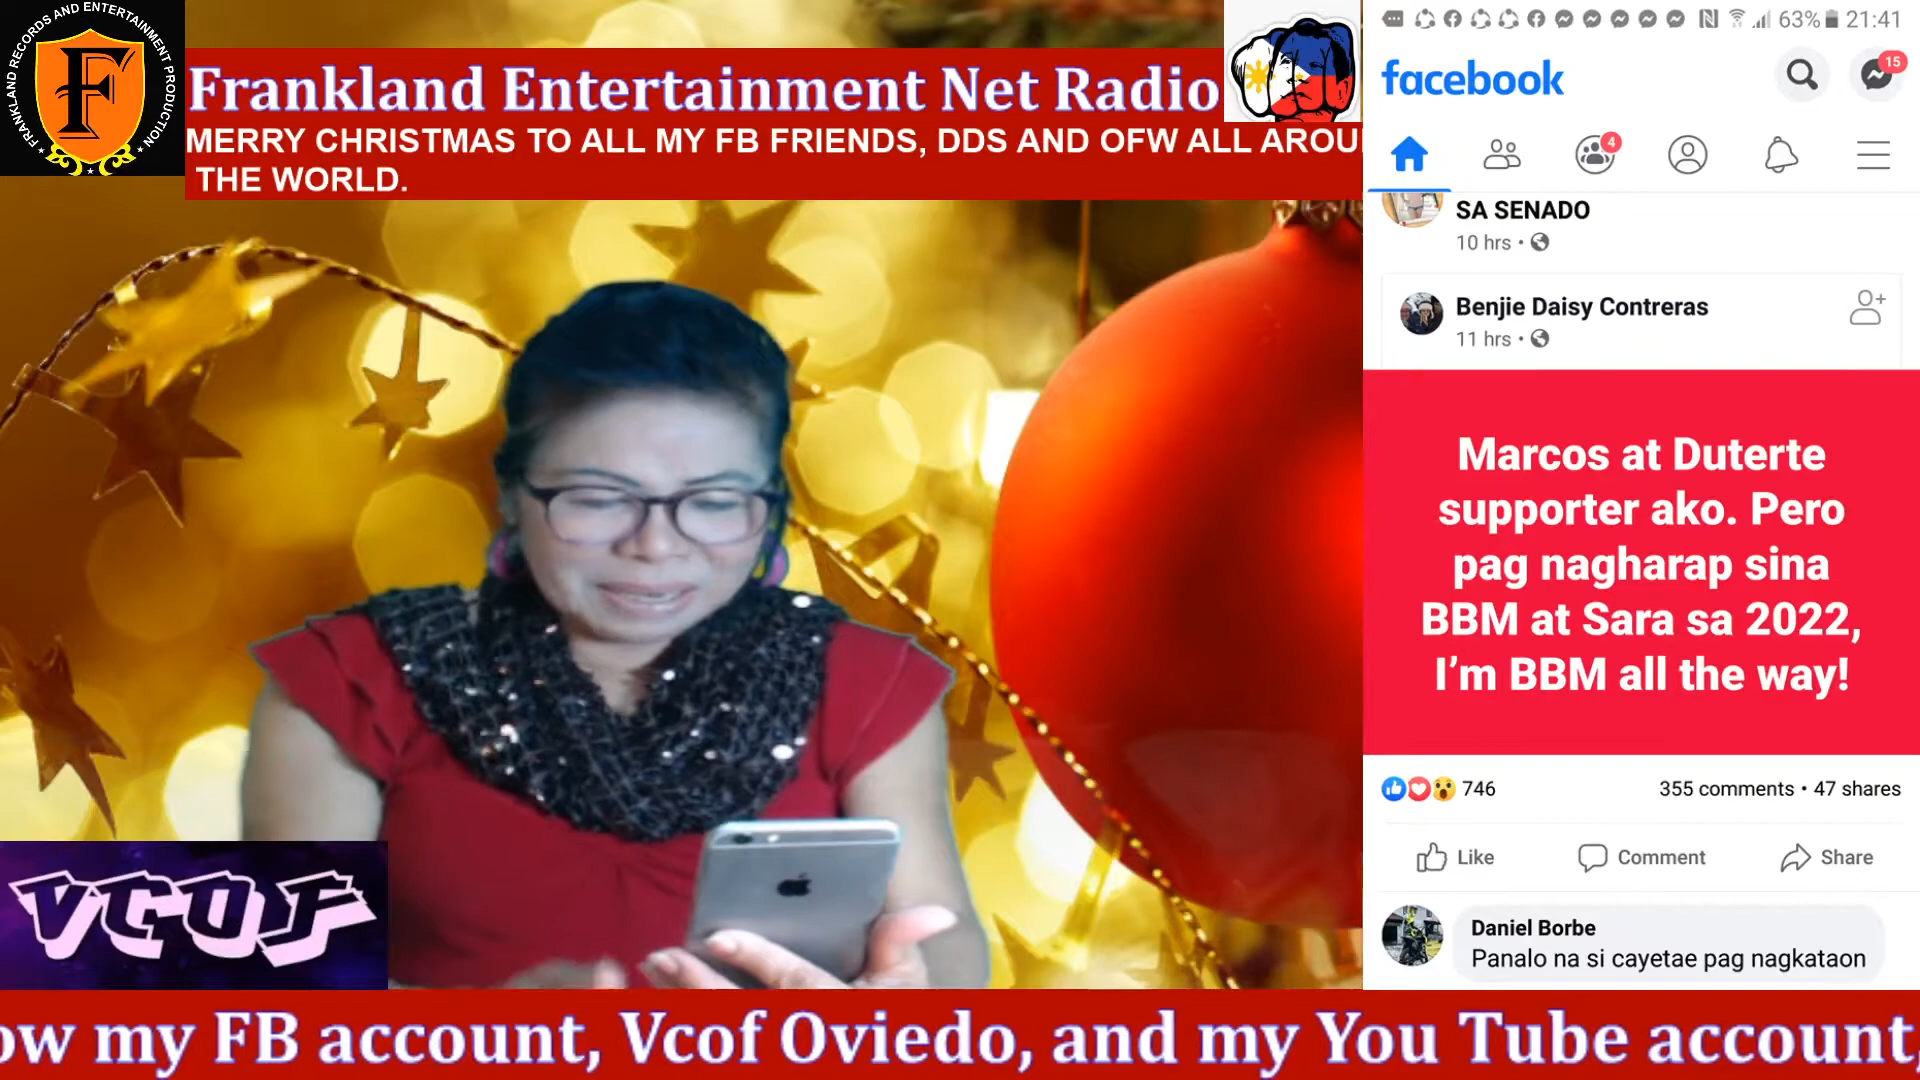 FRANKLAND RECORDS AND ENTERTAINMENT PRODUCTION
F
Frankland Entertainment Net Radio
MERRY CHRISTMAS TO ALL MY FB FRIENDS, DDS AND OFW ALL AROU
THE WORLD.
63% 21:41
facebook
15
4
SA SENADO
10 hrs •
Benjie Daisy Contreras
11 hrs •
Marcos at Duterte
supporter ako. Pero
pag nagharap sina
BBM at Sara sa 2022,
I'm BBM all the way!
746
355 comments • 47 shares
Like
Comment
Share
Daniel Borbe
Panalo na si cayetae pag nagkataon
VCOF
ow my FB account, Vcof Oviedo, and my You Tube account,